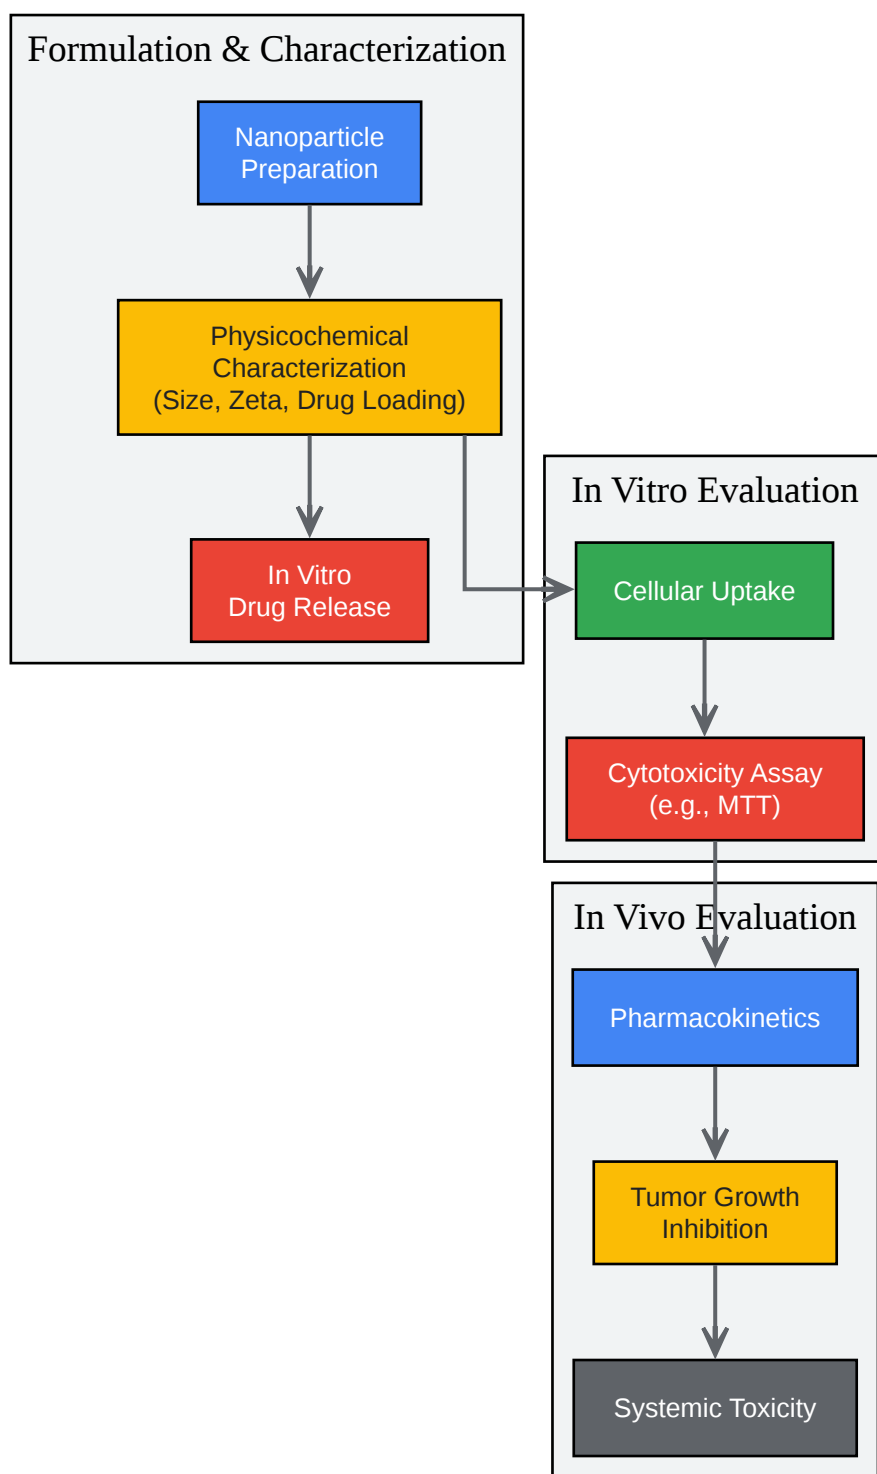 Formulation & Characterization
Nanoparticle
Preparation
Physicochemical
Characterization
(Size, Zeta, Drug Loading)
In Vitro
Drug Release
In Vitro Evaluation
Cellular Uptake
Cytotoxicity Assay
(e.g., MTT)
In Vivo Evaluation
Pharmacokinetics
Tumor Growth
Inhibition
Systemic Toxicity